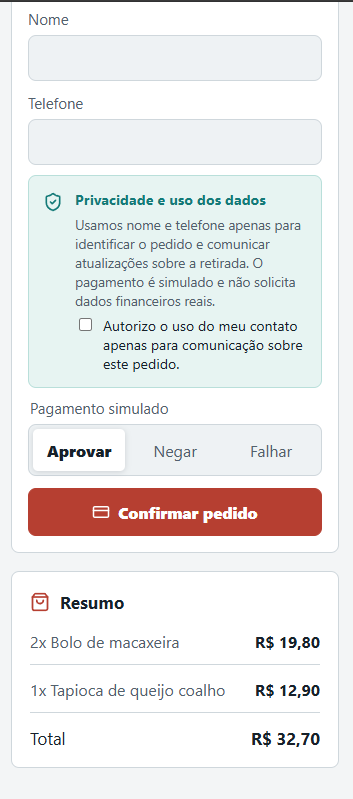 Nome
Telefone
Privacidade e uso dos dados
Usamos nome e telefone apenas para
identificar o pedido e comunicar
atualizações sobre a retirada. O
pagamento é simulado e não solicita
dados financeiros reais.
Autorizo o uso do meu contato
apenas para comunicação sobre
este pedido.
Pagamento simulado
Aprovar Negar Falhar
Confirmar pedido
Resumo
2x Bolo de macaxeira R$ 19,80
1x Tapioca de queijo coalho R$ 12,90
Total R$ 32,70